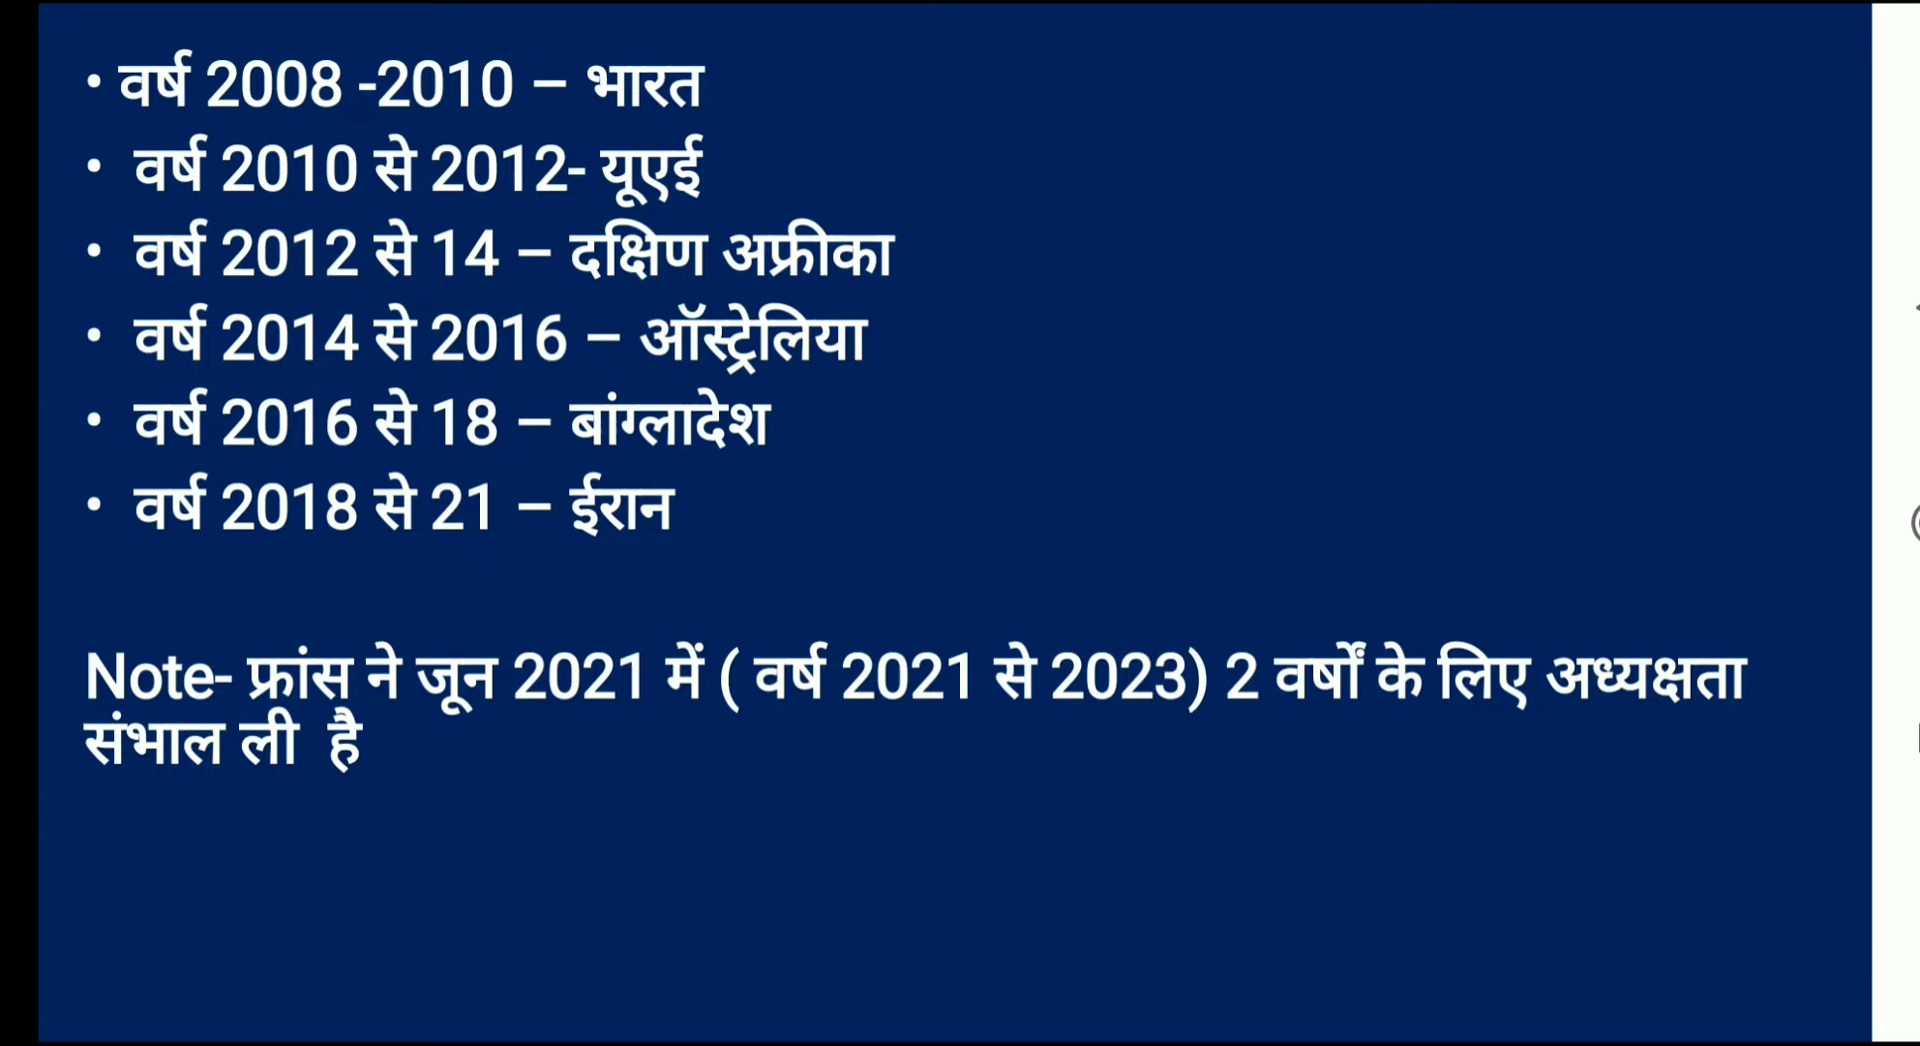 • वर्ष 2008 -2010 – भारत
• वर्ष 2010 से 2012- यूएई
• वर्ष 2012 से 14 – दक्षिण अफ्रीका
• वर्ष 2014 से 2016 – ऑस्ट्रेलिया
• वर्ष 2016 से 18 – बांग्लादेश
• वर्ष 2018 से 21 – ईरान
Note- फ्रांस ने जून 2021 में ( वर्ष 2021 से 2023) 2 वर्षों के लिए अध्यक्षता
संभाल ली है